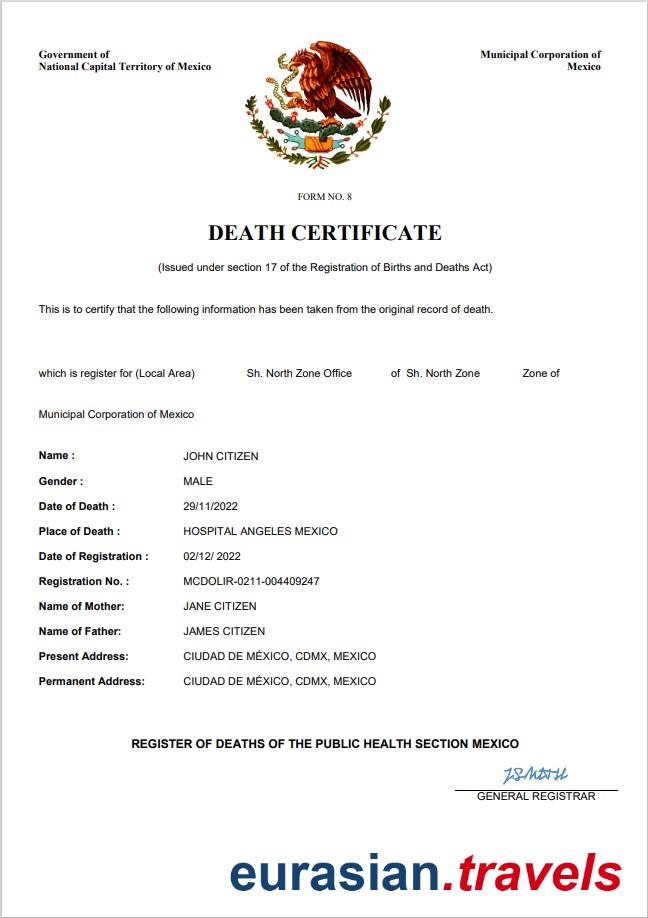 Government of
National Capital Territory of Mexico
Municipal Corporation of
Mexico
FORM NO. 8
DEATH CERTIFICATE
(Issued under section 17 of the Registration of Births and Deaths Act)
This is to certify that the following information has been taken from the original record of death.
which is register for (Local Area) Sh. North Zone Office of Sh. North Zone Zone of
Municipal Corporation of Mexico
Name : JOHN CITIZEN
Gender : MALE
Date of Death : 29/11/2022
Place of Death : HOSPITAL ANGELES MEXICO
Date of Registration : 02/12/ 2022
Registration No. : MCDOLIR-0211-004409247
Name of Mother: JANE CITIZEN
Name of Father: JAMES CITIZEN
Present Address: CIUDAD DE MÉXICO, CDMX, MEXICO
Permanent Address: CIUDAD DE MÉXICO, CDMX, MEXICO
REGISTER OF DEATHS OF THE PUBLIC HEALTH SECTION MEXICO
GENERAL REGISTRAR
eurasian.travels